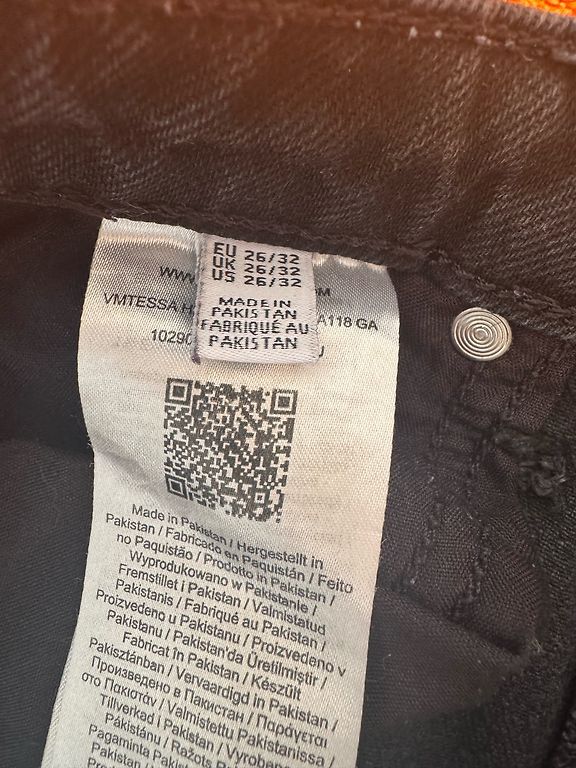 EU 26/32
UK 26/32
US 26/32
MADE IN
PAKISTAN
FABRIQUÉ AU
PAKISTAN
WWW
VMTESSA A118 GA
1029
Made in Pakistan / Hergestellt in
Pakistan / Fabricado en Paquistán / Feito
no Paquistão / Prodotto in Pakistan /
Wyprodukowano w Pakistanie /
Fremstillet i Pakistan / Valmistatud
Pakistanis / Fabriqué au Pakistan /
Proizvedeno u Pakistanu / Proizvedeno v
Pakistanu / Pakistan'da Üretilmiştir /
Fabricat în Pakistan / Készült
Pakisztánban / Vervaardigd in Pakistan /
Произведено в Пакистан / Παράγεται
στο Πακιστάν / Valmistettu Pakistanissa /
Tillverkad i Pakistan / Vyrobeno
Pákistánu / Ražots
Pagaminta